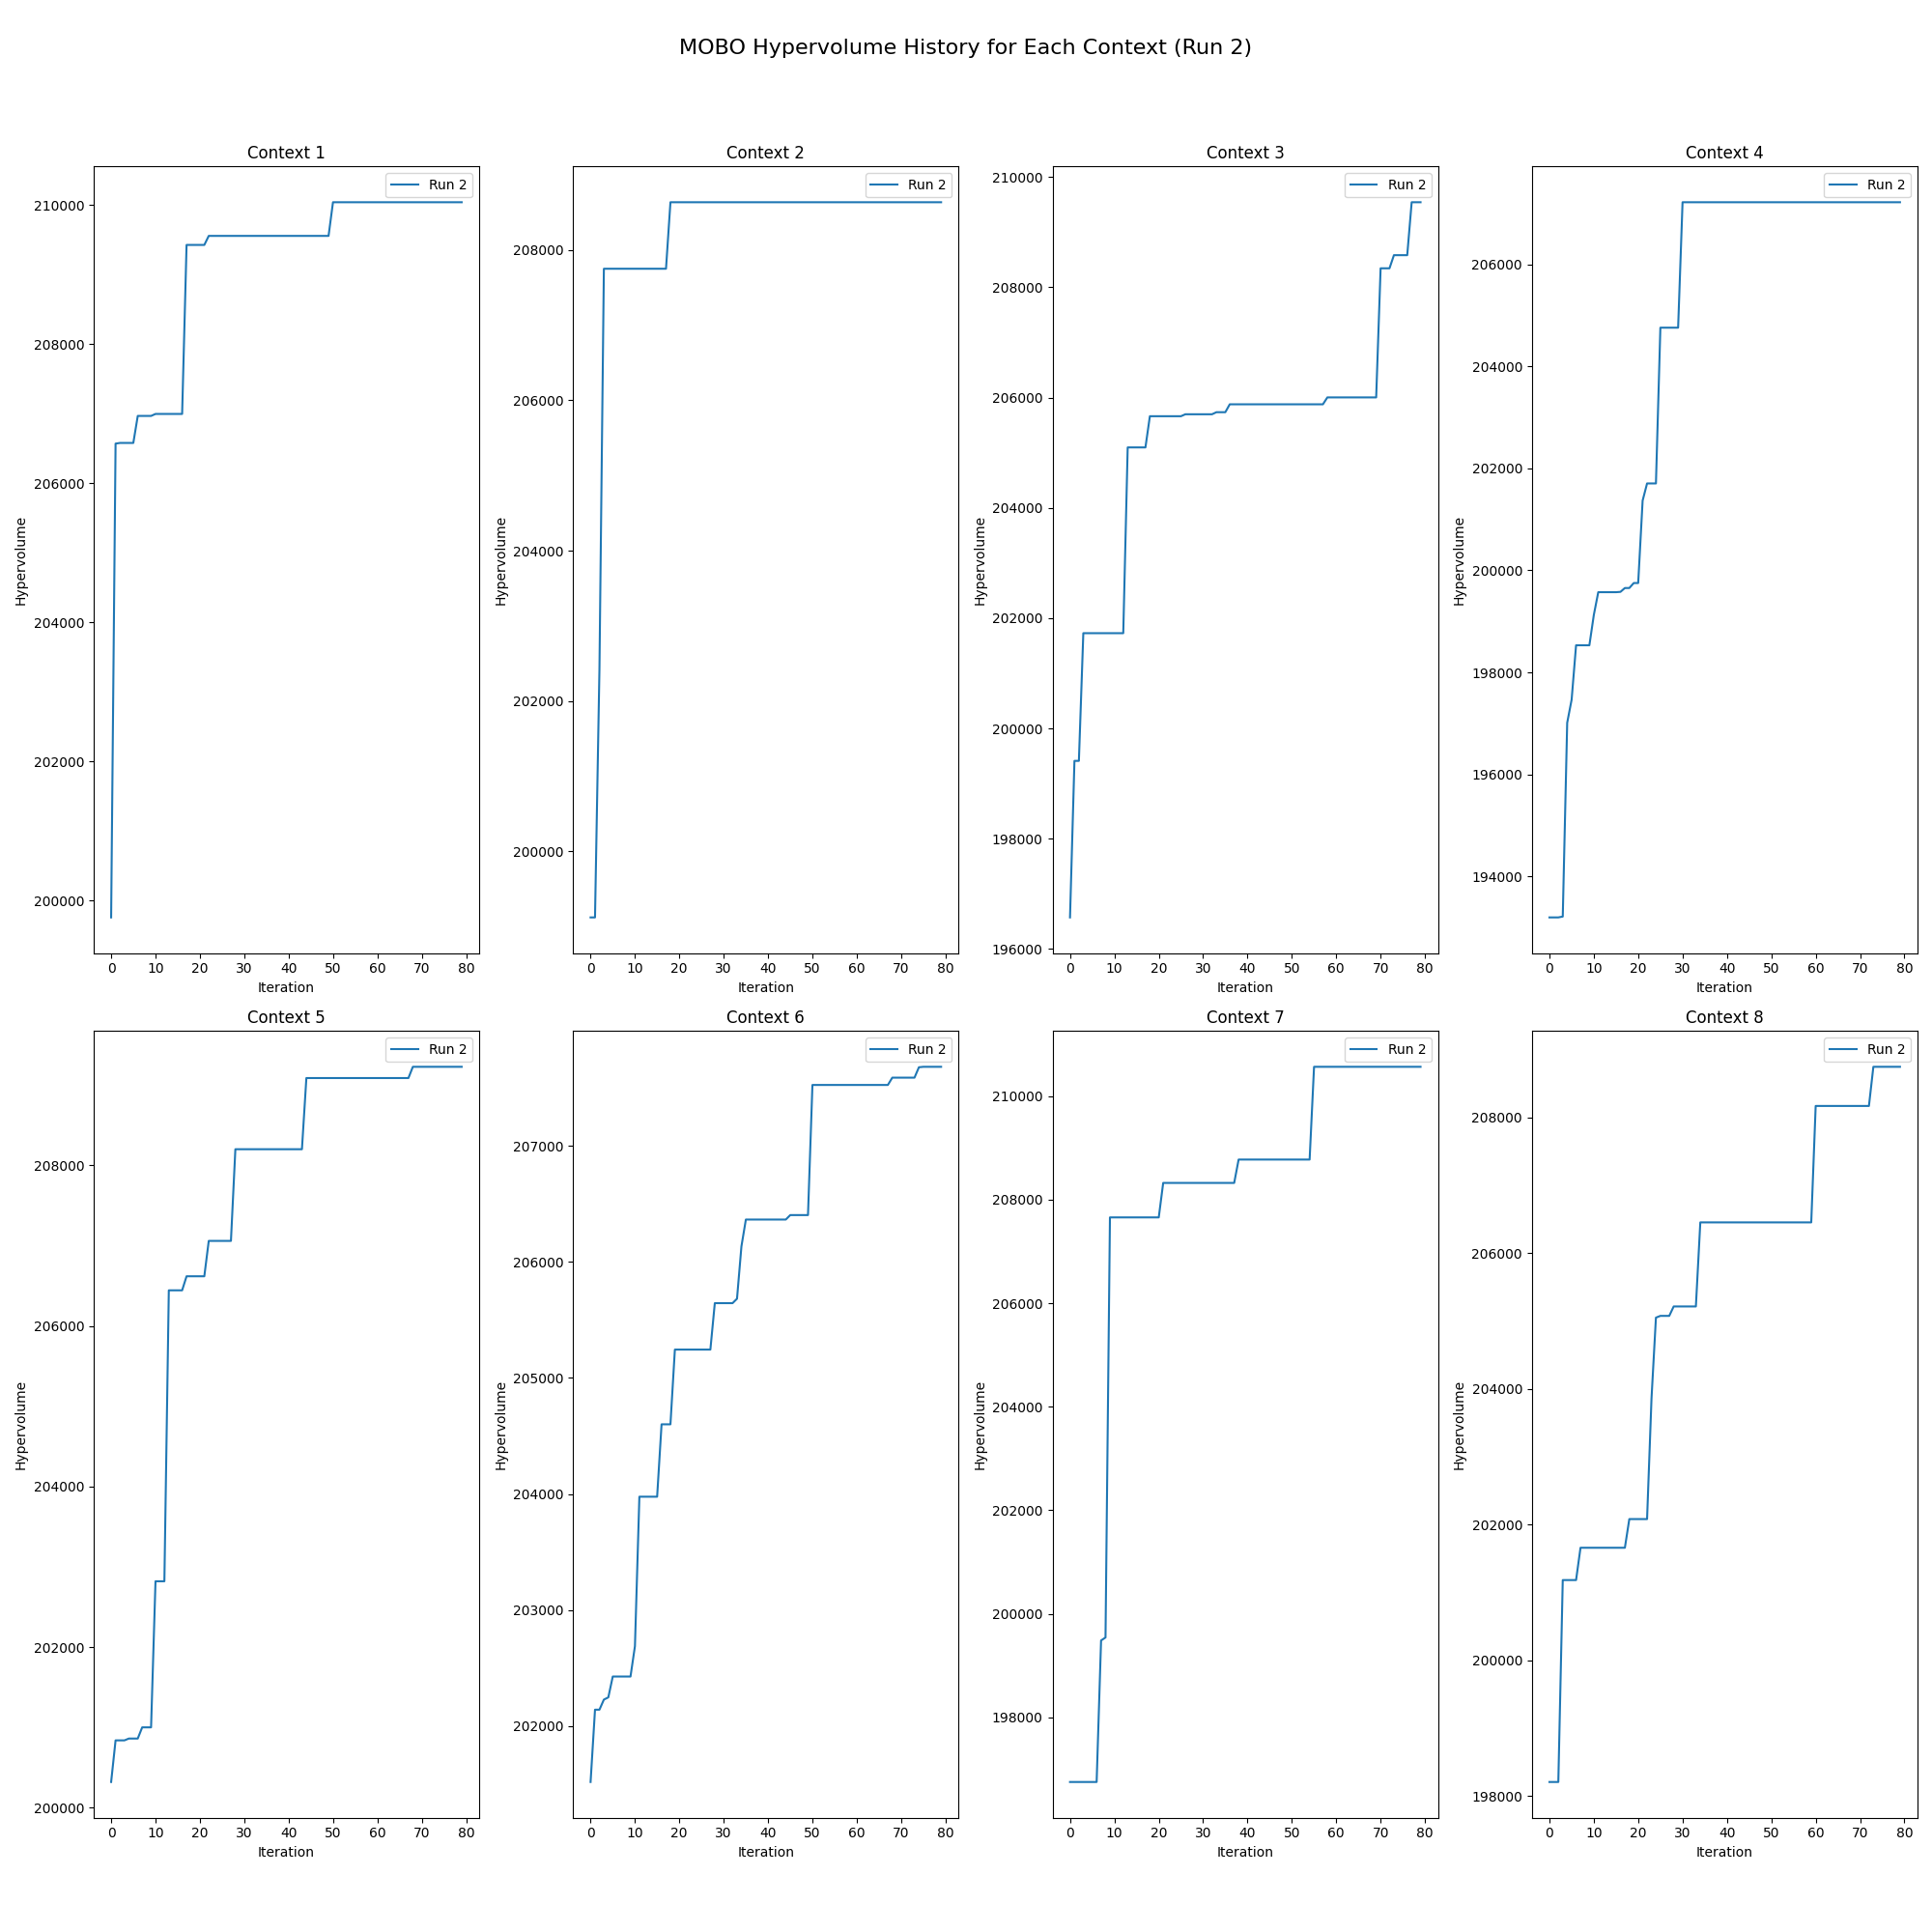 MOBO Hypervolume History for Each Context (Run 2)
Context 1
Run 2
210000
208000
206000
204000
202000
200000
Hypervolume
0 10 20 30 40 50 60 70 80
Iteration
Context 2
Run 2
208000
206000
204000
202000
200000
Hypervolume
0 10 20 30 40 50 60 70 80
Iteration
Context 3
Run 2
210000
208000
206000
204000
202000
200000
198000
196000
Hypervolume
0 10 20 30 40 50 60 70 80
Iteration
Context 4
Run 2
206000
204000
202000
200000
198000
196000
194000
Hypervolume
0 10 20 30 40 50 60 70 80
Iteration
Context 5
Run 2
208000
206000
204000
202000
200000
Hypervolume
0 10 20 30 40 50 60 70 80
Iteration
Context 6
Run 2
207000
206000
205000
204000
203000
202000
Hypervolume
0 10 20 30 40 50 60 70 80
Iteration
Context 7
Run 2
210000
208000
206000
204000
202000
200000
198000
Hypervolume
0 10 20 30 40 50 60 70 80
Iteration
Context 8
Run 2
208000
206000
204000
202000
200000
198000
Hypervolume
0 10 20 30 40 50 60 70 80
Iteration